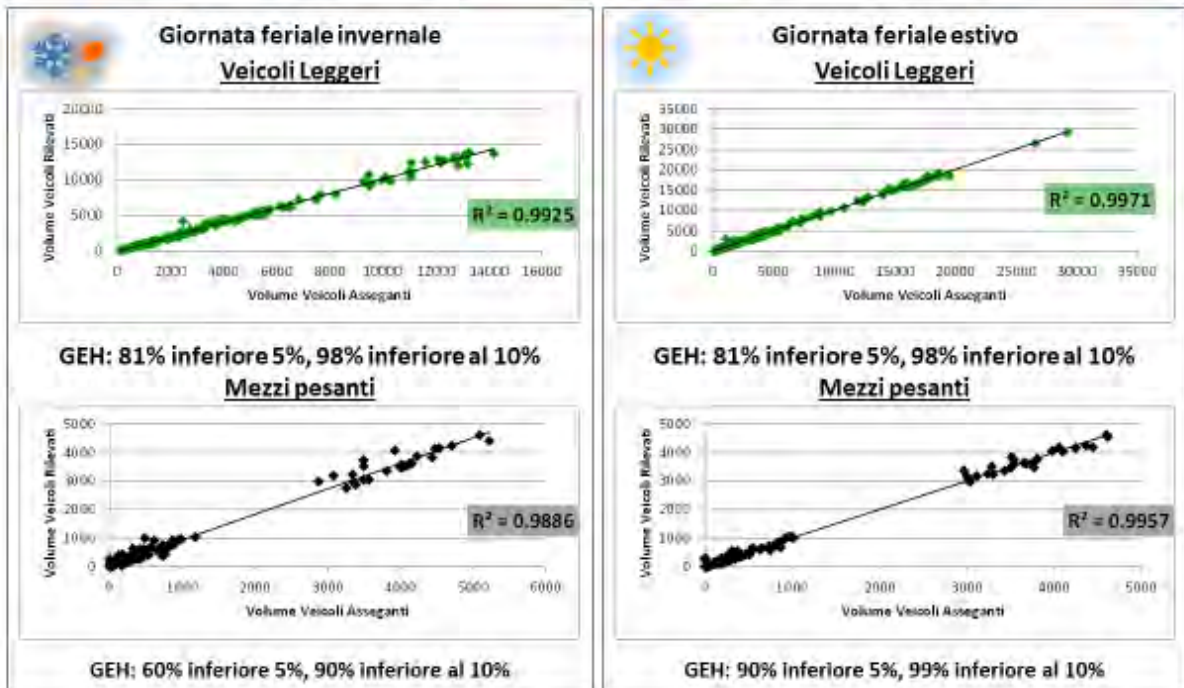 Giornata feriale invernale
Veicoli Leggeri
Volume Veicoli Rilevati
20000
15000
10000
5000
0
R² = 0.9925
0 2000 4000 6000 8000 10000 12000 14000 16000
Volume Veicoli Asseganti
GEH: 81% inferiore 5%, 98% inferiore al 10%
Mezzi pesanti
Volume Veicoli Rilevati
5000
4000
3000
2000
1000
0
R² = 0.9886
0 1000 2000 3000 4000 5000 6000
Volume Veicoli Asseganti
GEH: 60% inferiore 5%, 90% inferiore al 10%
Giornata feriale estivo
Veicoli Leggeri
Volume Veicoli Rilevati
35000
30000
25000
20000
15000
10000
5000
0
R² = 0.9971
0 5000 10000 15000 20000 25000 30000 35000
Volume Veicoli Asseganti
GEH: 81% inferiore 5%, 98% inferiore al 10%
Mezzi pesanti
Volume Veicoli Rilevati
5000
4000
3000
2000
1000
0
R² = 0.9957
0 1000 2000 3000 4000 5000
Volume Veicoli Asseganti
GEH: 90% inferiore 5%, 99% inferiore al 10%